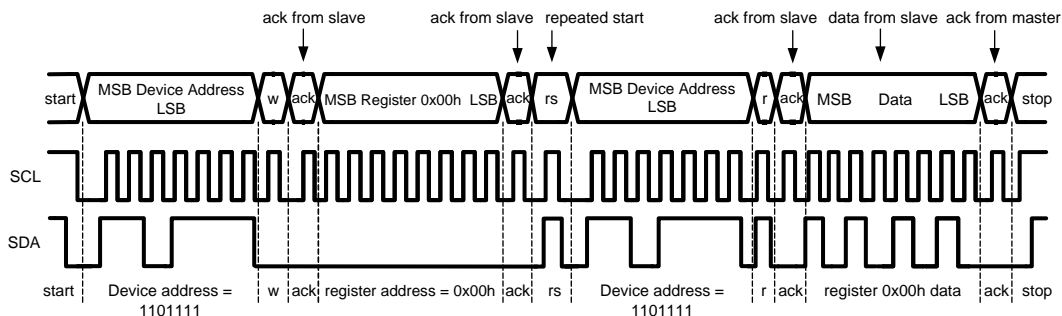 ack from slave
ack from slave
repeated start
ack from slave
data from slave
ack from master
start
MSB Device Address
LSB
w
ack
MSB Register 0x00h LSB
ack
rs
MSB Device Address
LSB
r
ack
MSB Data LSB
ack
stop
SCL
SDA
start
Device address =
1101111
w
ack
register address = 0x00h
ack
rs
Device address =
1101111
r
ack
register 0x00h data
ack
stop